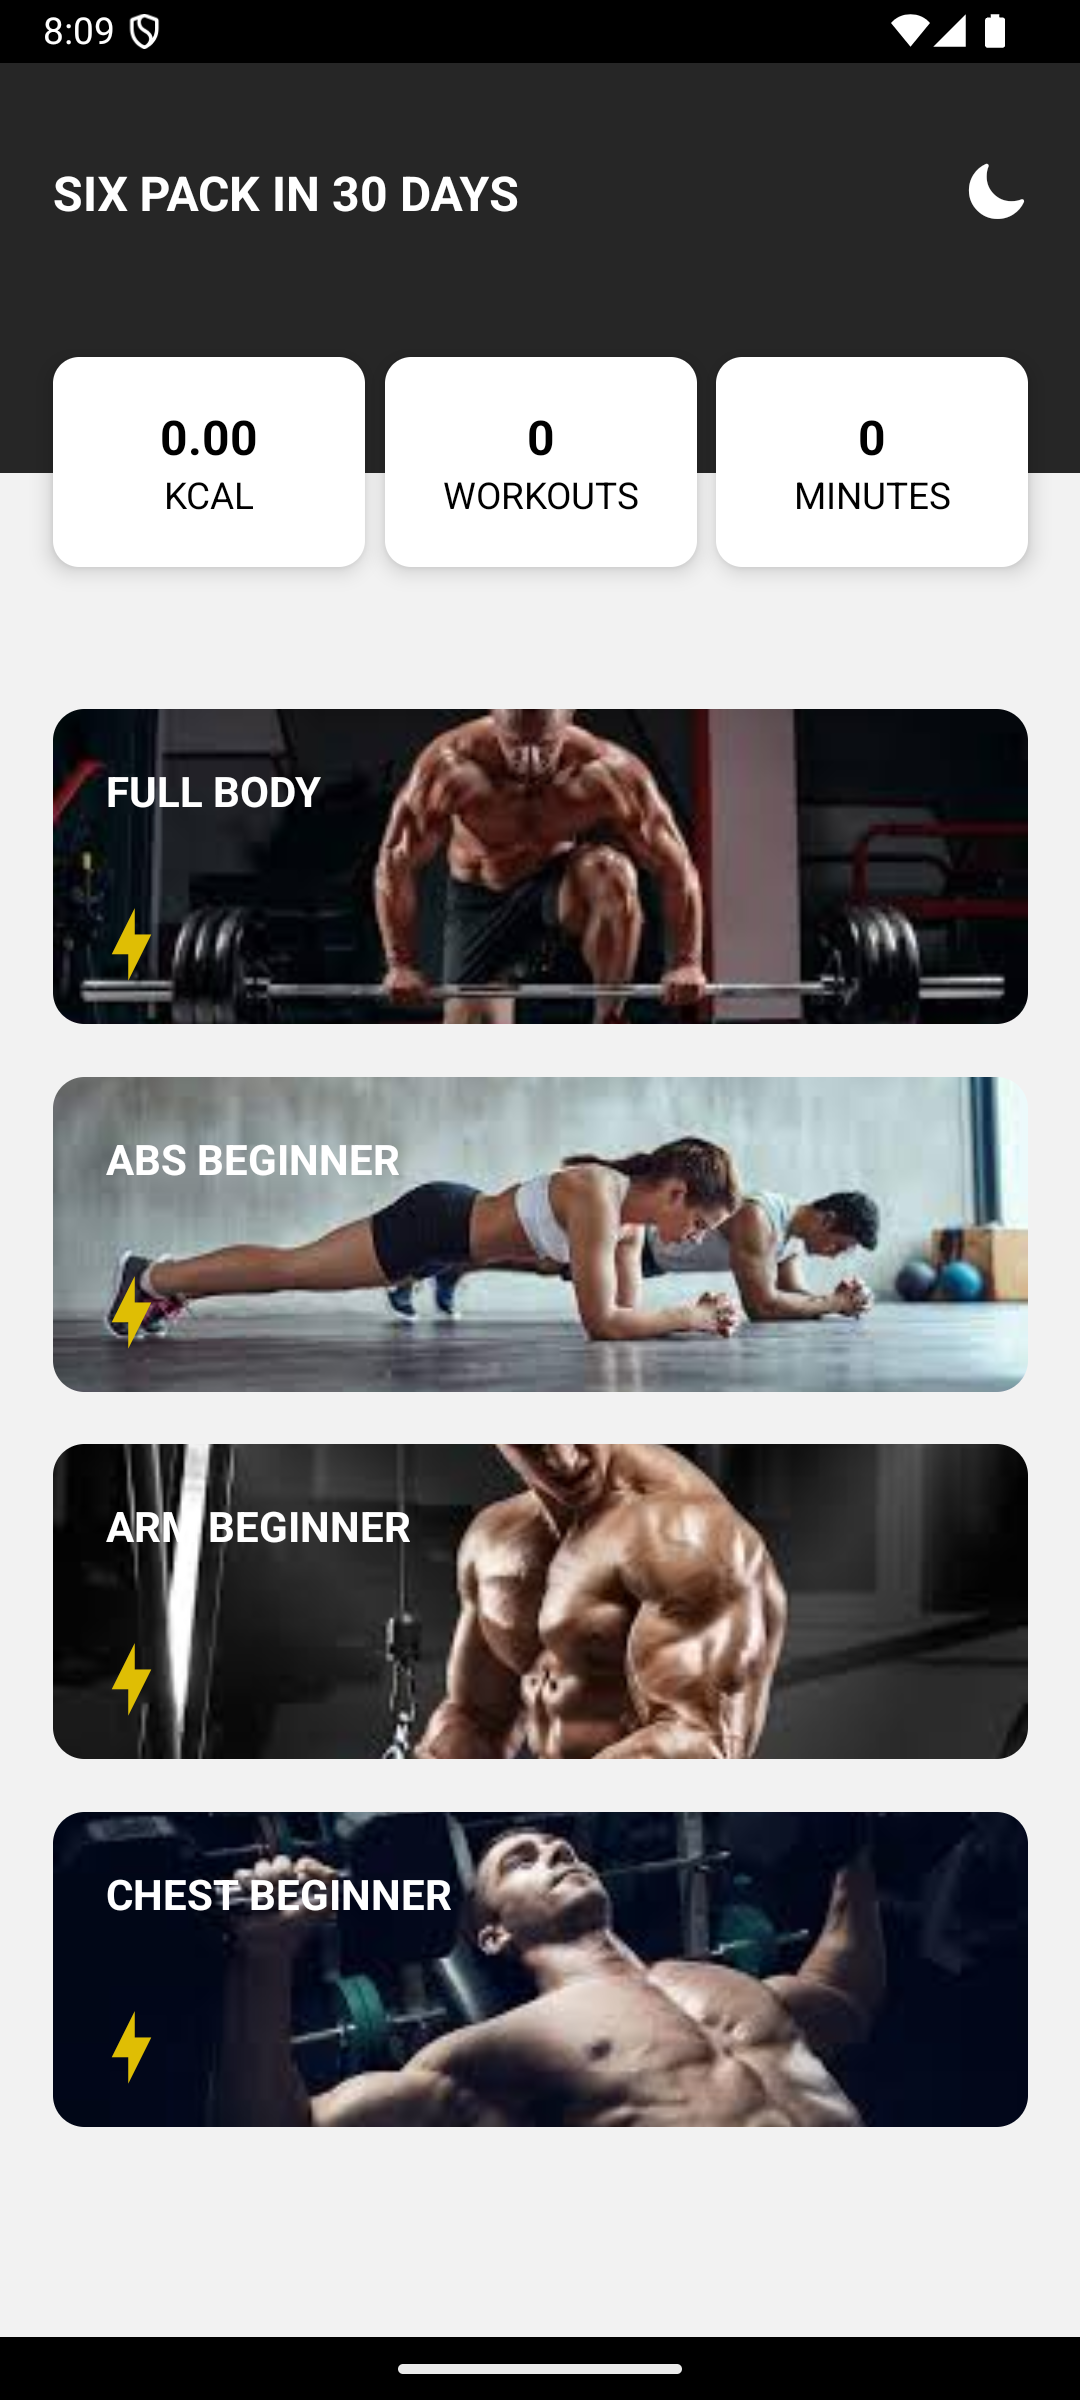 8:09
SIX PACK IN 30 DAYS
0.00
KCAL
0
WORKOUTS
0
MINUTES
FULL BODY
ABS BEGINNER
ARM BEGINNER
CHEST BEGINNER